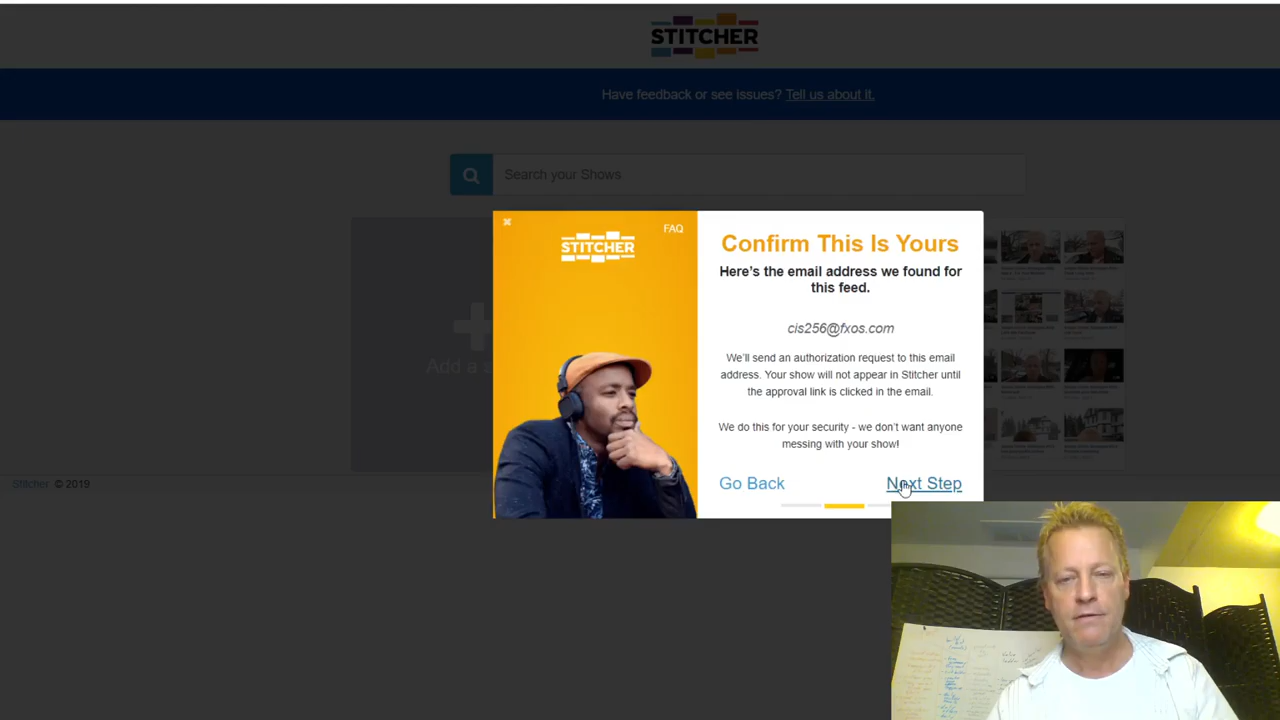 STITCHER
Have feedback or see issues? Tell us about it.
Search your Shows
Add a s
FAQ
STITCHER
Confirm This Is Yours
Here's the email address we found for
this feed.
cis256@fxos.com
We'll send an authorization request to this email
address. Your show will not appear in Stitcher until
the approval link is clicked in the email.
We do this for your security - we don't want anyone
messing with your show!
Go Back
Next Step
Stitcher © 2019